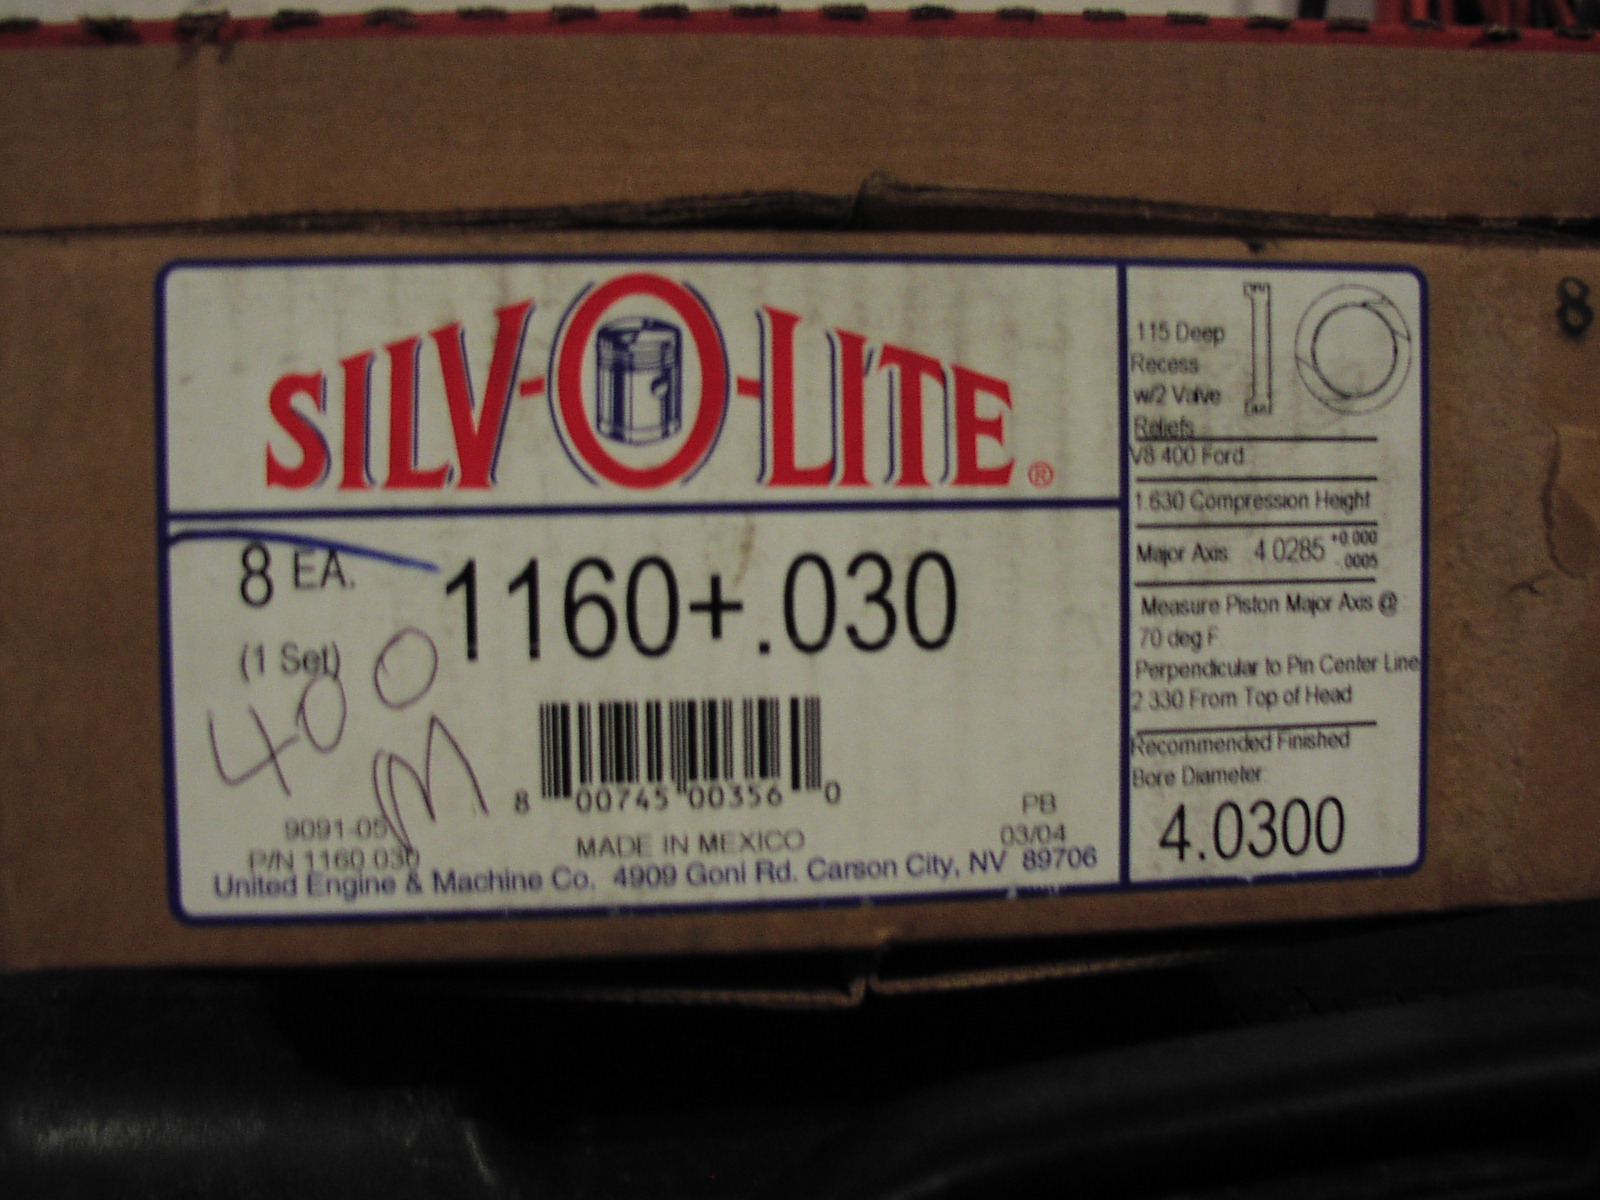 SILV-O-LITE®
8 EA.
(1 Set)
1160+.030
400
M
8 00745 00356 0
9091-05
P/N 1160 030
MADE IN MEXICO
PB
03/04
United Engine & Machine Co. 4909 Goni Rd. Carson City, NV 89706
.115 Deep
Recess
w/2 Valve
Reliefs
V8 400 Ford
1.630 Compression Height
Major Axis 4.0285 +0.000 -.0005
Measure Piston Major Axis @
70 deg F.
Perpendicular to Pin Center Line
2.330 From Top of Head
Recommended Finished
Bore Diameter:
4.0300
8